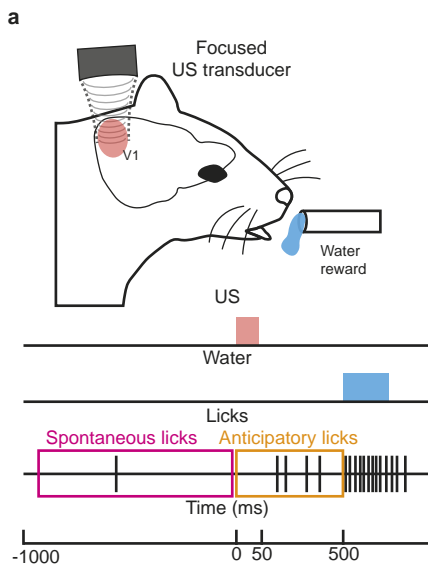 a
Focused
US transducer
V1
Water
reward
US
Water
Licks
Spontaneous licks Anticipatory licks
Time (ms)
-1000 0 50 500